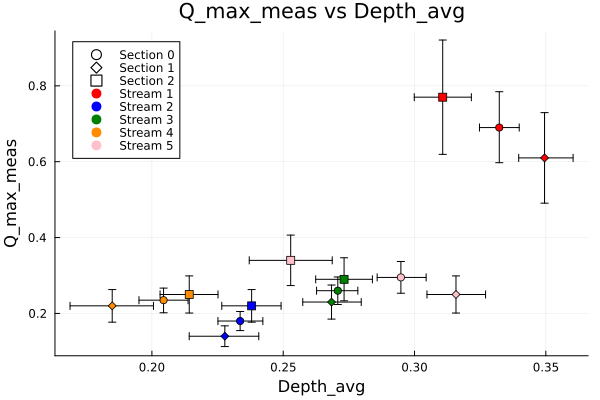 Q_max_meas vs Depth_avg
Section 0
Section 1
Section 2
Stream 1
Stream 2
Stream 3
Stream 4
Stream 5
Q_max_meas
0.8
0.6
0.4
0.2
0.20
0.25
0.30
0.35
Depth_avg